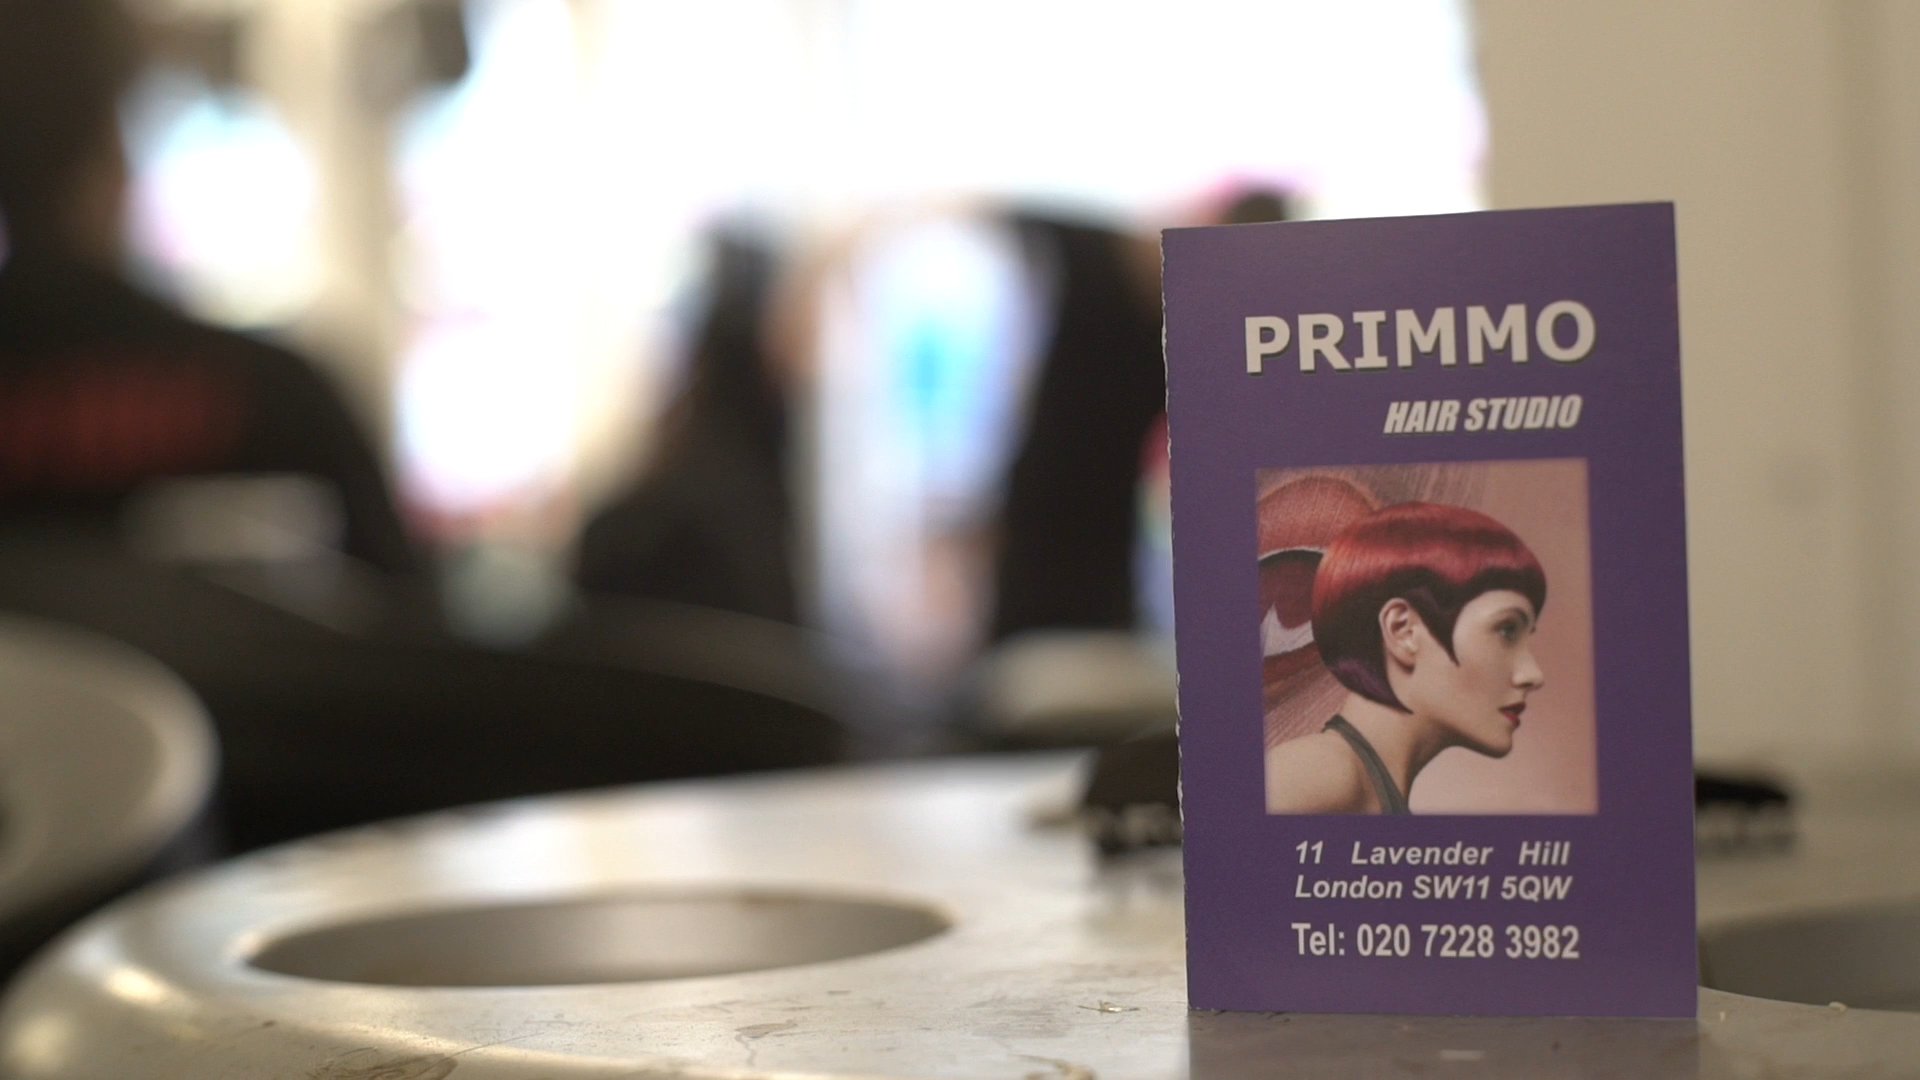 PRIMMO
HAIR STUDIO
11 Lavender Hill
London SW11 5QW
Tel: 020 7228 3982